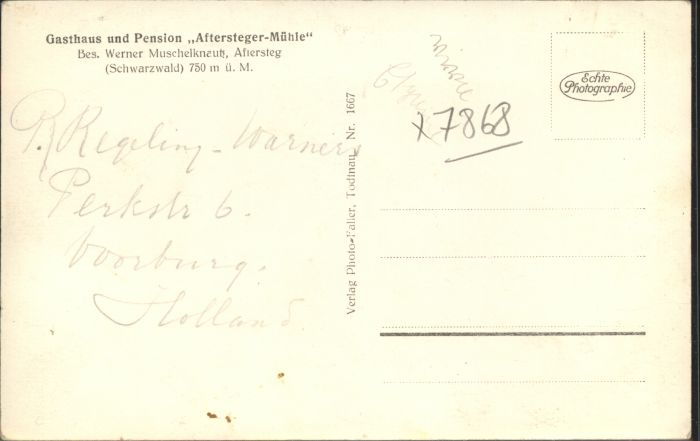 Gasthaus und Pension „Aftersteger-Mühle“
Bes. Werner Muschelknautz, Aftersteg
(Schwarzwald) 750 m ü. M.
P. Regeling-Warners
Perkstr 6.
Voorburg.
Holland
Verlag Photo-Faller, Todtnau, Nr. 1667
x7868
Echte
Photographie